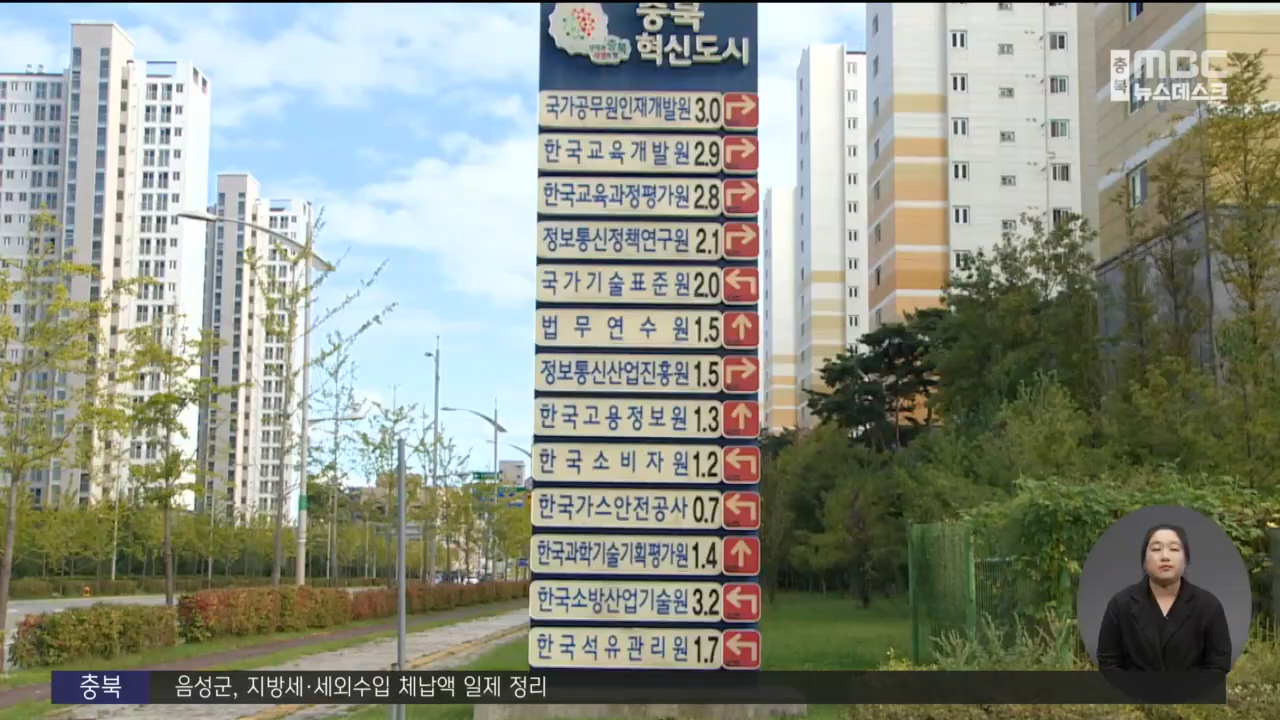 충북
혁신도시
충북
MBC
뉴스데스크
국가공무원인재개발원 3.0
한국교육개발원 2.9
한국교육과정평가원 2.8
정보통신정책연구원 2.1
국가기술표준원 2.0
법무연수원 1.5
정보통신산업진흥원 1.5
한국고용정보원 1.3
한국소비자원 1.2
한국가스안전공사 0.7
한국과학기술기획평가원 1.4
한국소방산업기술원 3.2
한국석유관리원 1.7
충북 음성군, 지방세·세외수입 체납액 일제 정리